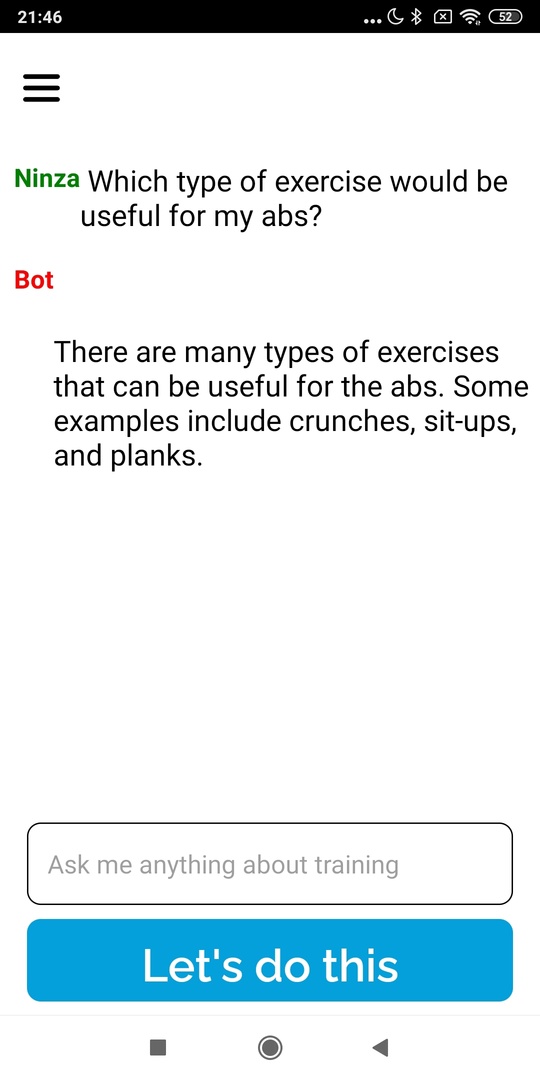 21:46
52
Ninza Which type of exercise would be
useful for my abs?
Bot
There are many types of exercises
that can be useful for the abs. Some
examples include crunches, sit-ups,
and planks.
Ask me anything about training
Let's do this